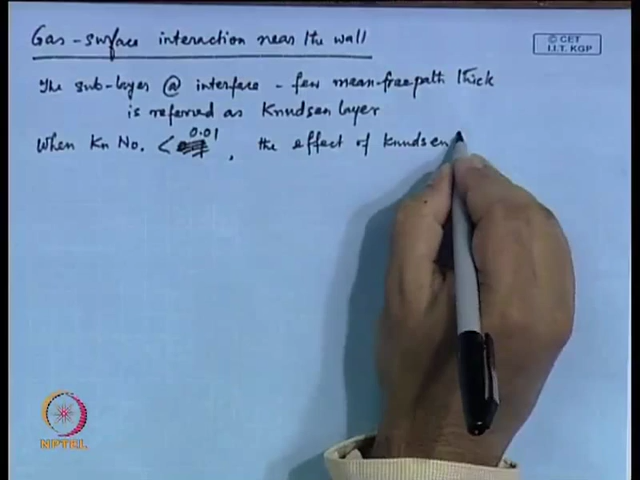 Gas-surface interaction near the wall
© CET
I.I.T. KGP
The sub-layer @ interface - few mean-free path thick
is referred as Knudsen layer
When Kn No. < 0.01, the effect of Knudsen
NPTEL